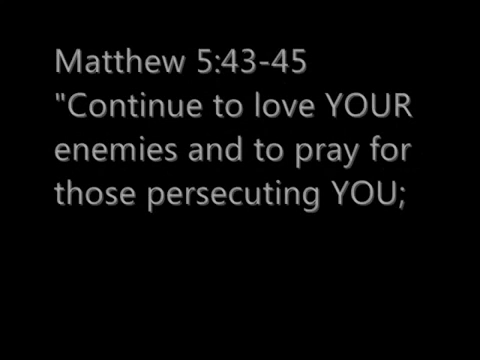 Matthew 5:43-45
"Continue to love YOUR
enemies and to pray for
those persecuting YOU;